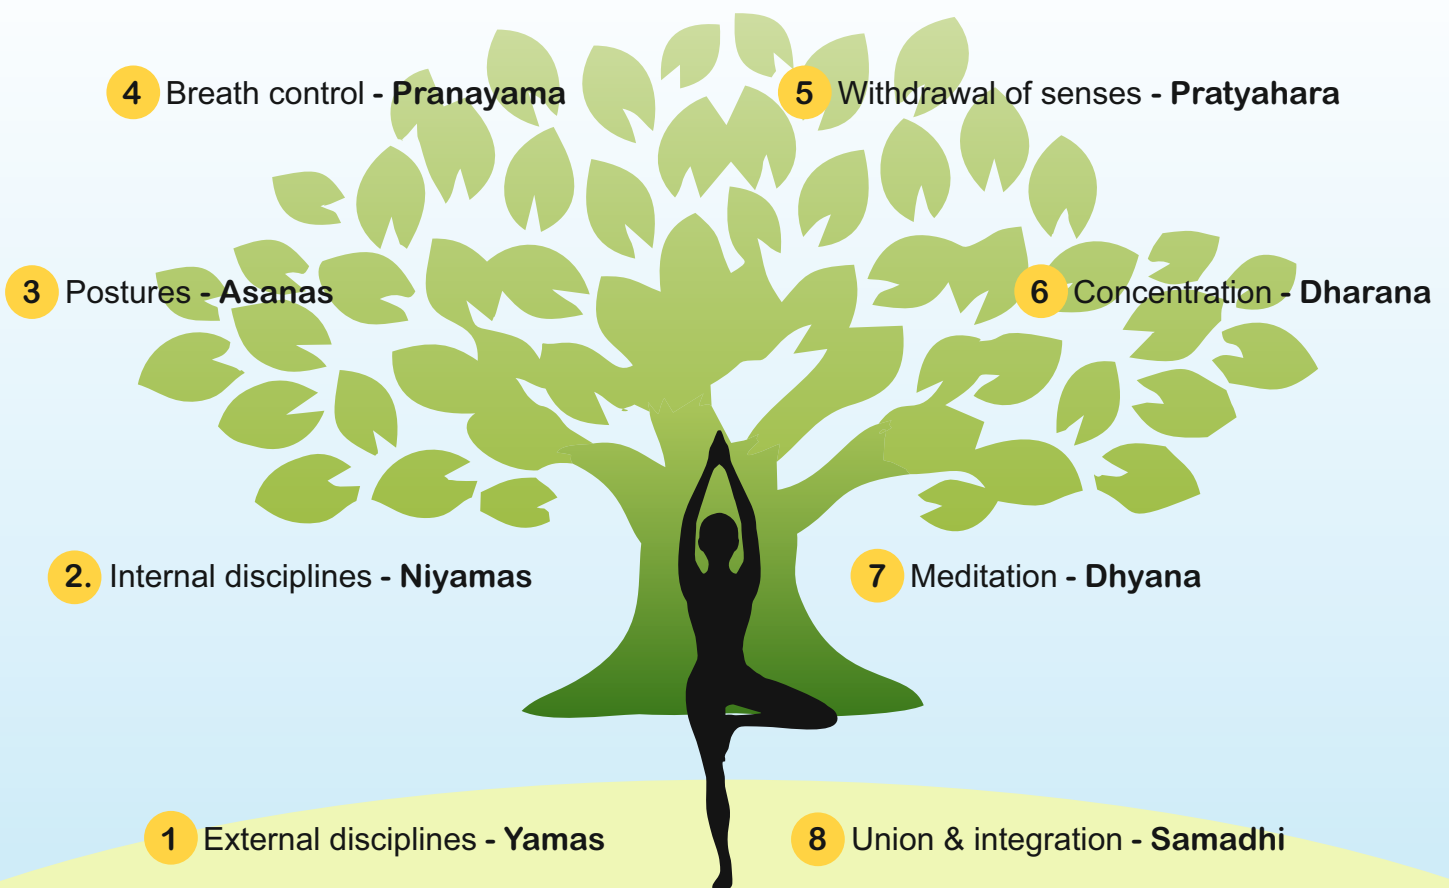 4 Breath control - Pranayama
5 Withdrawal of senses - Pratyahara
3 Postures - Asanas
6 Concentration - Dharana
2. Internal disciplines - Niyamas
7 Meditation - Dhyana
1 External disciplines - Yamas
8 Union & integration - Samadhi